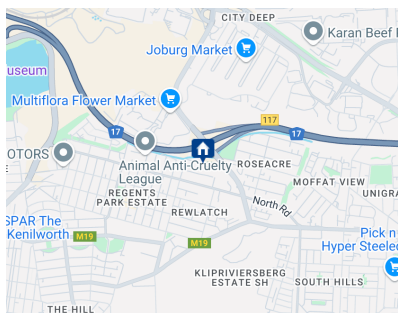 CITY DEEP
Karan Beef
Joburg Market
useum
Multiflora Flower Market
117
17
17
OTORS
Animal Anti-Cruelty
League
ROSEACRE
REGENTS
PARK ESTATE
MOFFAT VIEW
UNIGRA
North Rd
SPAR The
Kenilworth
REWLATCH
M19
M19
Pick n
Hyper Steele
KLIPRIVIERSBERG
ESTATE SH
SOUTH HILLS
THE HILL